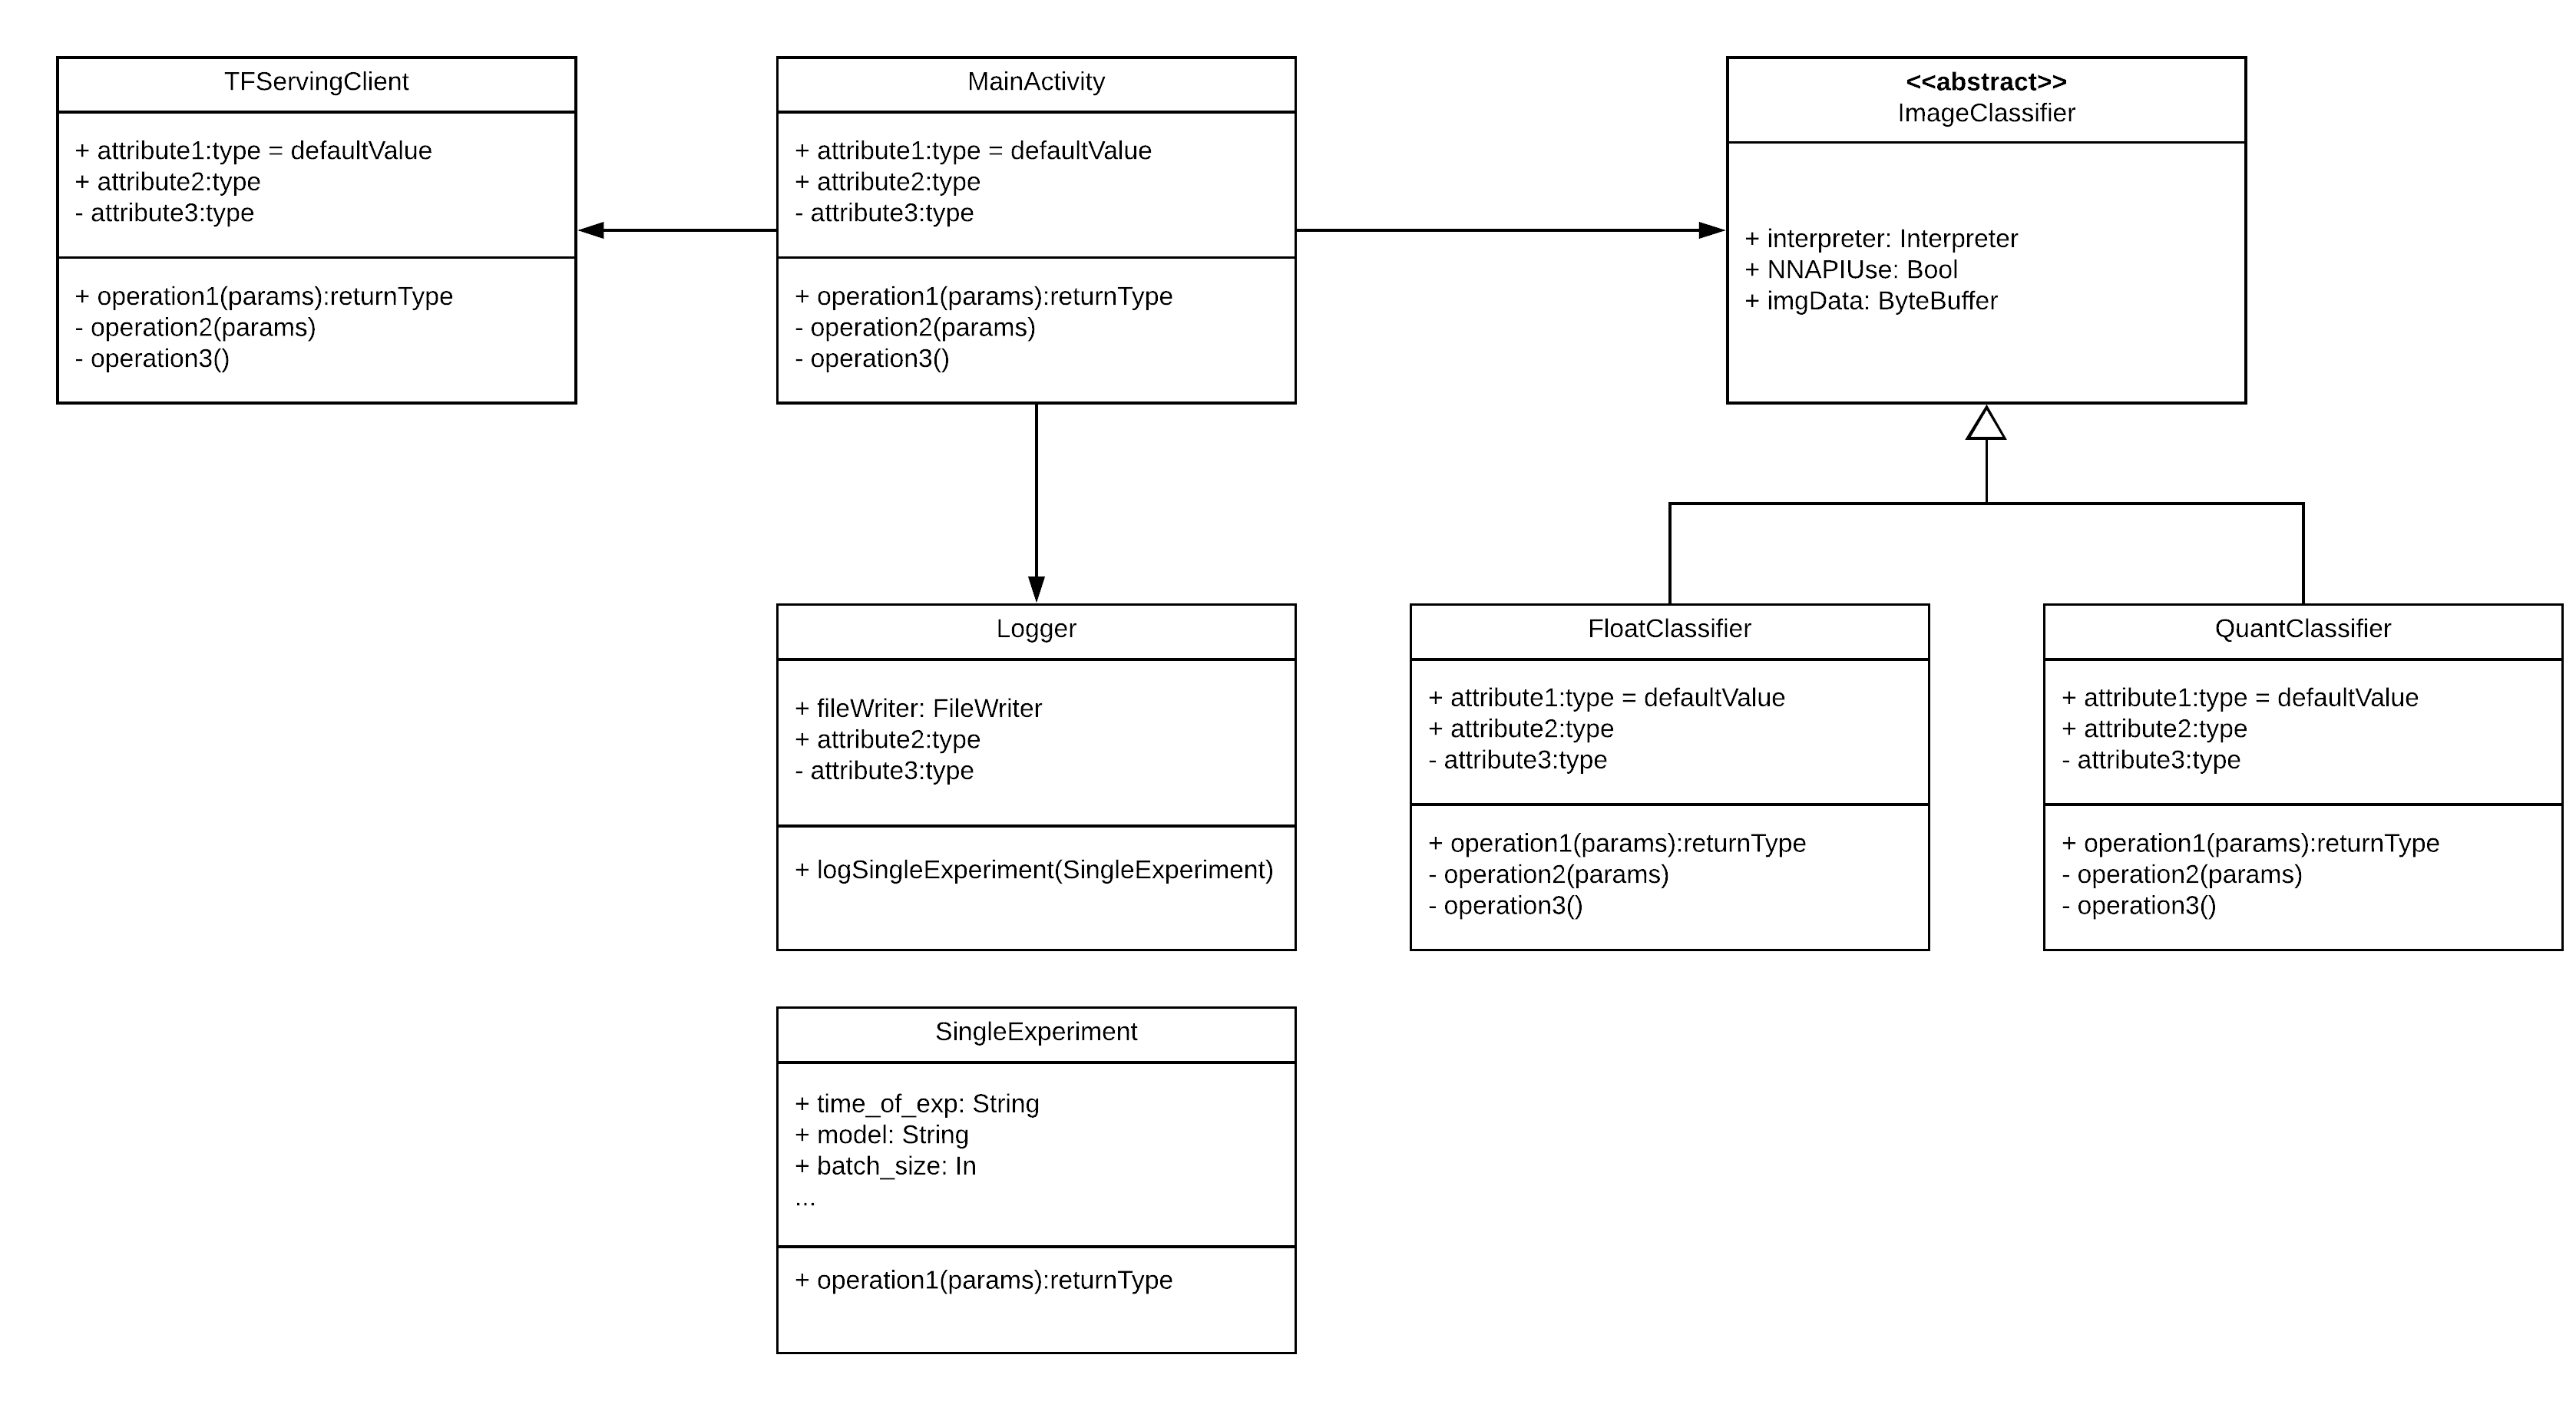 TFServingClient
+ attribute1:type = defaultValue
+ attribute2:type
- attribute3:type
+ operation1(params):returnType
- operation2(params)
- operation3()
MainActivity
+ attribute1:type = defaultValue
+ attribute2:type
- attribute3:type
+ operation1(params):returnType
- operation2(params)
- operation3()
<<abstract>>
ImageClassifier
+ interpreter: Interpreter
+ NNAPIUse: Bool
+ imgData: ByteBuffer
Logger
+ fileWriter: FileWriter
+ attribute2:type
- attribute3:type
+ logSingleExperiment(SingleExperiment)
FloatClassifier
+ attribute1:type = defaultValue
+ attribute2:type
- attribute3:type
+ operation1(params):returnType
- operation2(params)
- operation3()
QuantClassifier
+ attribute1:type = defaultValue
+ attribute2:type
- attribute3:type
+ operation1(params):returnType
- operation2(params)
- operation3()
SingleExperiment
+ time_of_exp: String
+ model: String
+ batch_size: In
...
+ operation1(params):returnType